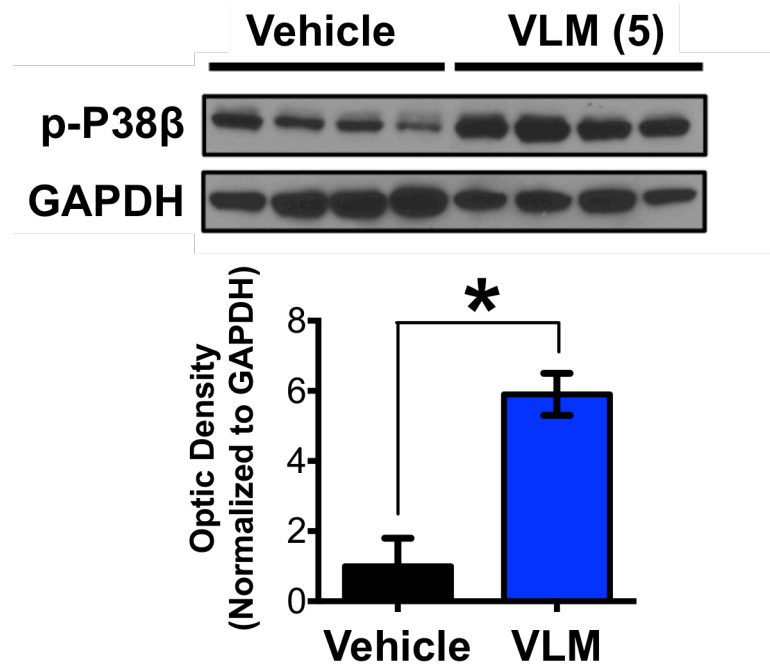 Vehicle VLM (5)
p-P38β
GAPDH
*
Optic Density
(Normalized to GAPDH)
8
6
4
2
0
Vehicle VLM